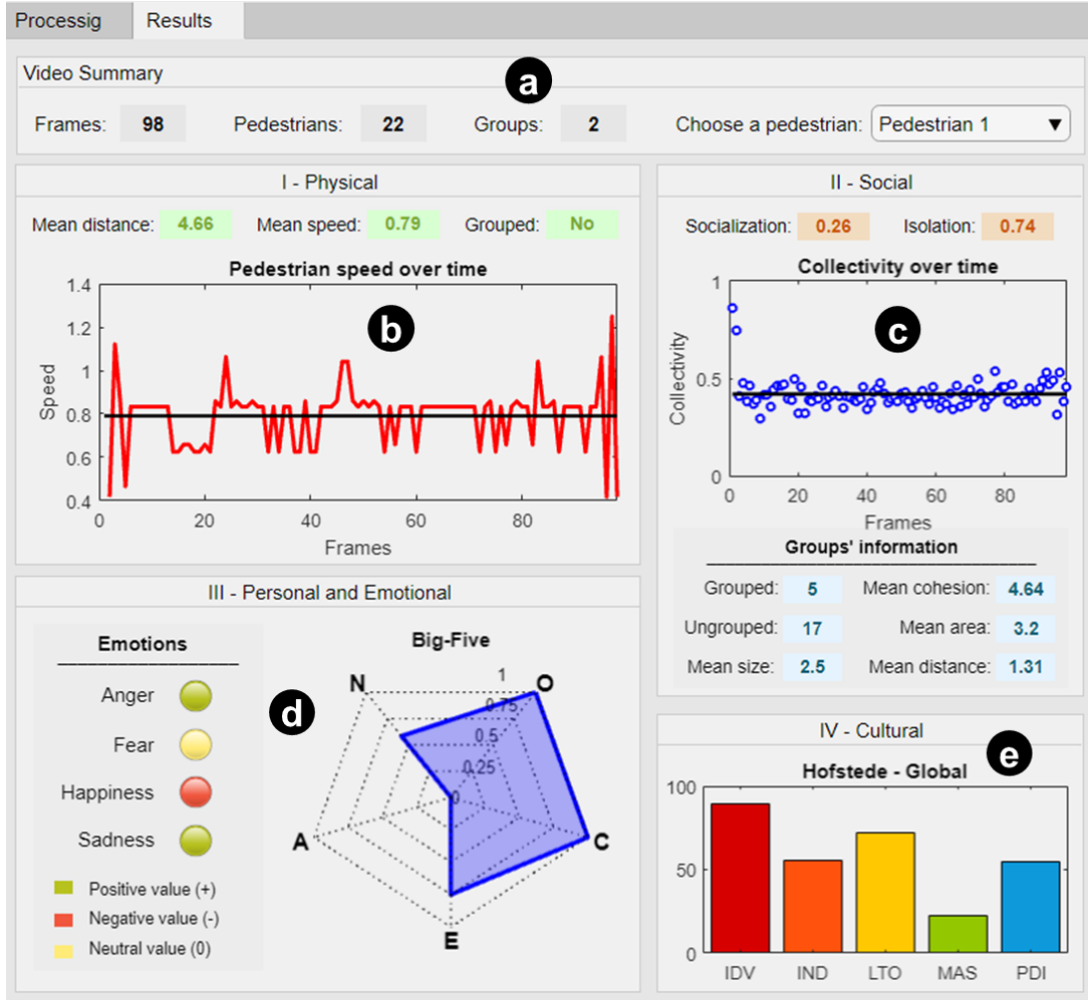 Processig Results
Video Summary
a
Frames: 98 Pedestrians: 22 Groups: 2 Choose a pedestrian: Pedestrian 1
I - Physical
Mean distance: 4.66 Mean speed: 0.79 Grouped: No
Pedestrian speed over time
b
1.4
1.2
1
0.8
0.6
0.4
Speed
0 20 40 60 80
Frames
II - Social
Socialization: 0.26 Isolation: 0.74
Collectivity over time
c
1
0.5
0
Collectivity
0 20 40 60 80
Frames
Groups' information
Grouped: 5 Mean cohesion: 4.64
Ungrouped: 17 Mean area: 3.2
Mean size: 2.5 Mean distance: 1.31
III - Personal and Emotional
Emotions
Anger
Fear
Happiness
Sadness
Positive value (+)
Negative value (-)
Neutral value (0)
d
Big-Five
N O
1
0.75
0.5
0.25
0
A C
E
IV - Cultural
e
Hofstede - Global
100
50
0
IDV IND LTO MAS PDI